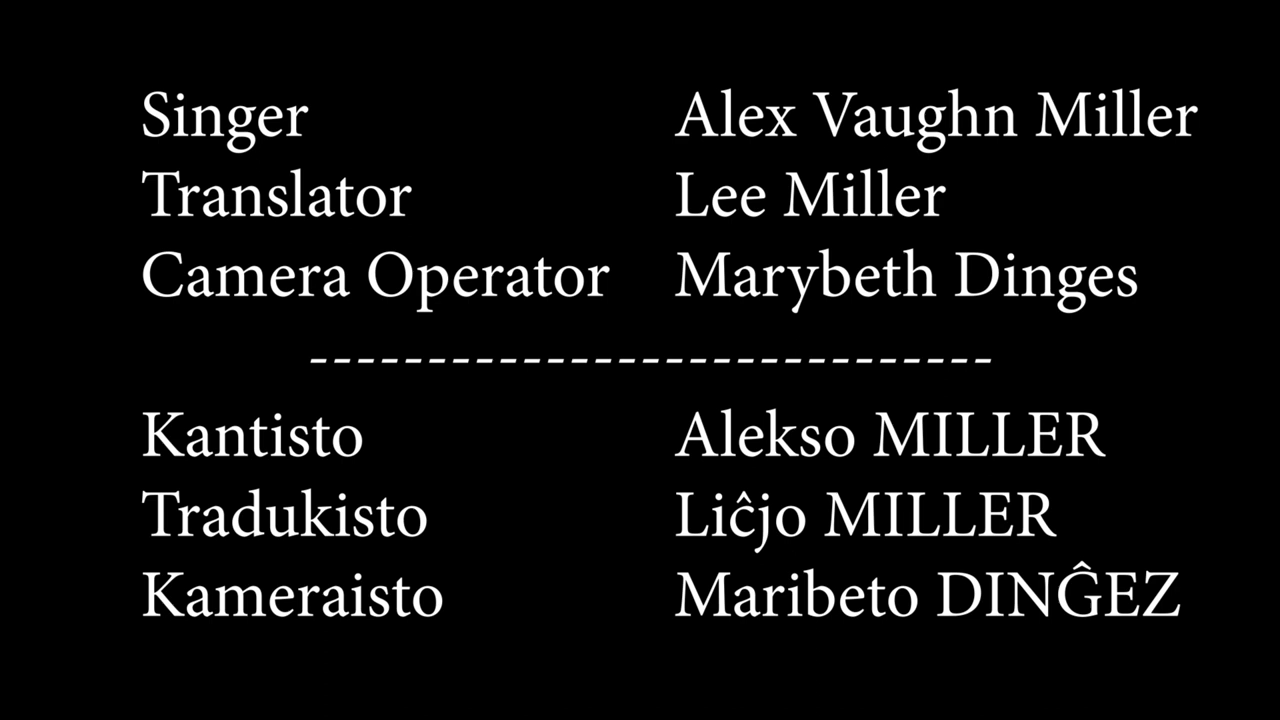 Singer Alex Vaughn Miller
Translator Lee Miller
Camera Operator Marybeth Dinges
-----------------------------
Kantisto Alekso MILLER
Tradukisto Liĉjo MILLER
Kameraisto Maribeto DINĜEZ